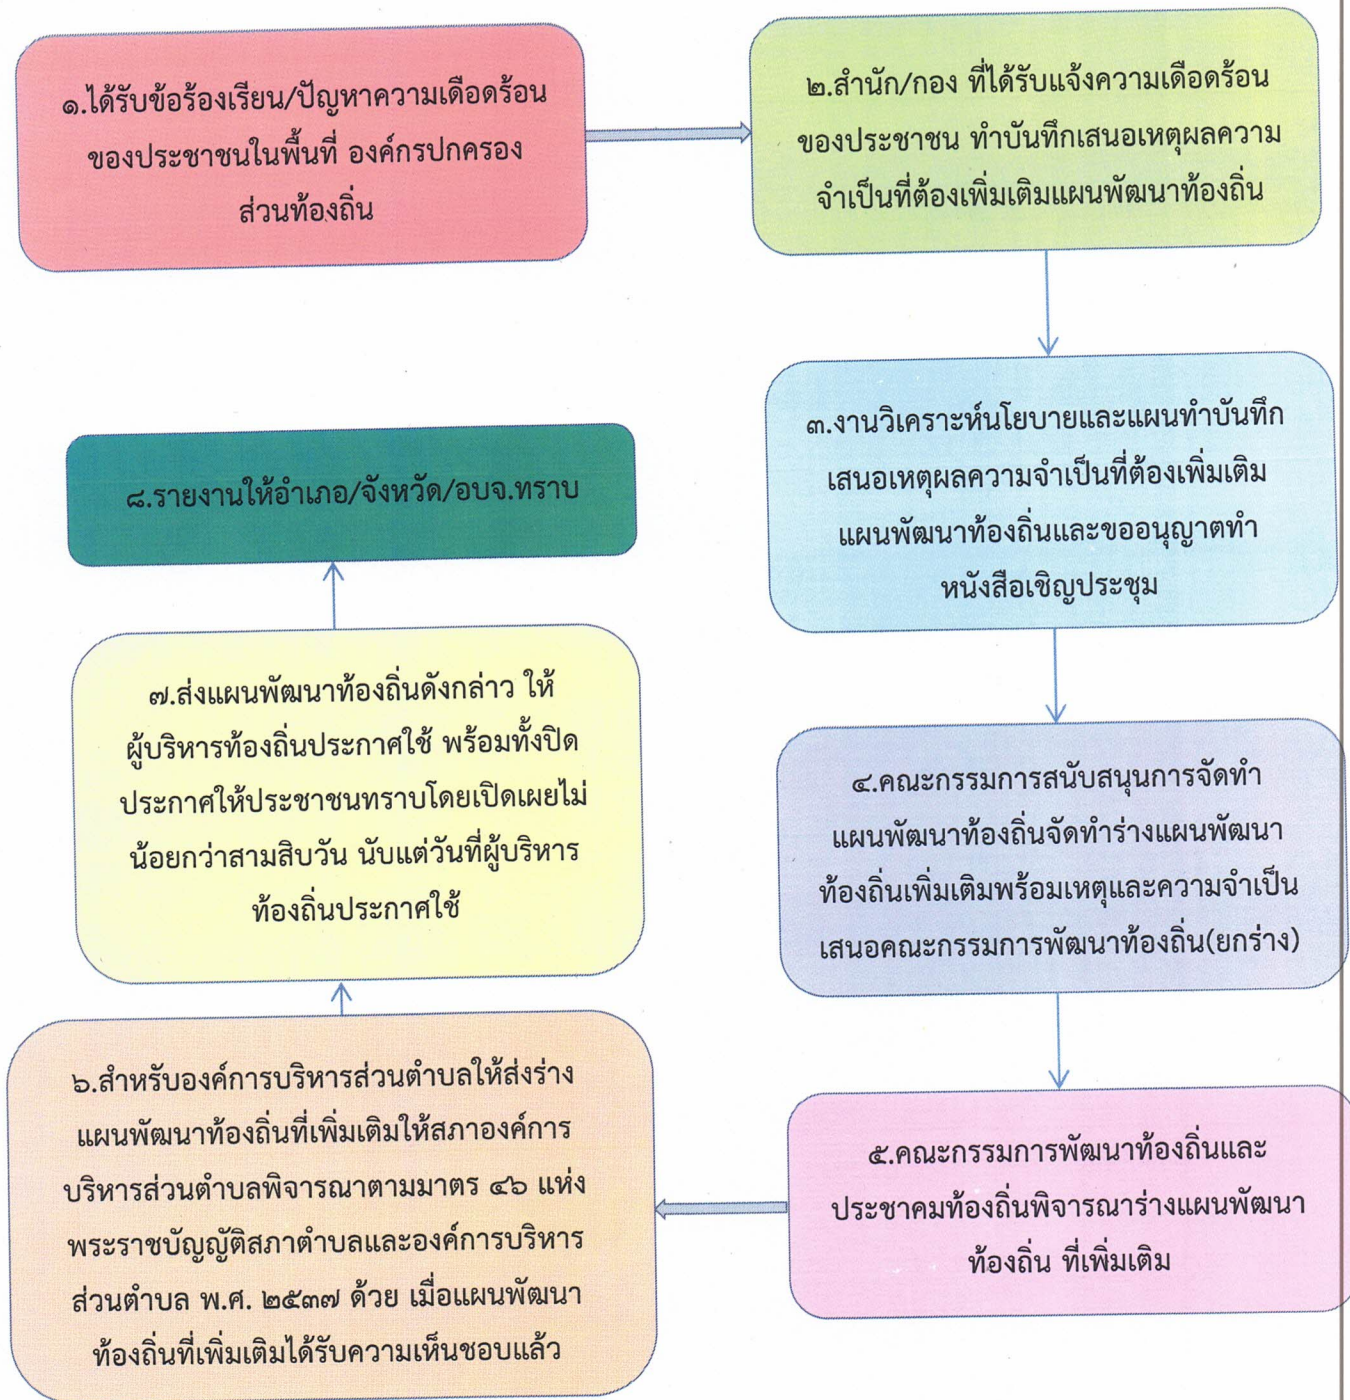 ๑.ได้รับข้อร้องเรียน/ปัญหาความเดือดร้อน
ของประชาชนในพื้นที่ องค์กรปกครอง
ส่วนท้องถิ่น
๒.สำนัก/กอง ที่ได้รับแจ้งความเดือดร้อน
ของประชาชน ทำบันทึกเสนอเหตุผลความ
จำเป็นที่ต้องเพิ่มเติมแผนพัฒนาท้องถิ่น
๓.งานวิเคราะห์นโยบายและแผนทำบันทึก
เสนอเหตุผลความจำเป็นที่ต้องเพิ่มเติม
แผนพัฒนาท้องถิ่นและขออนุญาตทำ
หนังสือเชิญประชุม
๔.คณะกรรมการสนับสนุนการจัดทำ
แผนพัฒนาท้องถิ่นจัดทำร่างแผนพัฒนา
ท้องถิ่นเพิ่มเติมพร้อมเหตุและความจำเป็น
เสนอคณะกรรมการพัฒนาท้องถิ่น(ยกร่าง)
๕.คณะกรรมการพัฒนาท้องถิ่นและ
ประชาคมท้องถิ่นพิจารณาร่างแผนพัฒนา
ท้องถิ่น ที่เพิ่มเติม
๖.สำหรับองค์การบริหารส่วนตำบลให้ส่งร่าง
แผนพัฒนาท้องถิ่นที่เพิ่มเติมให้สภาองค์การ
บริหารส่วนตำบลพิจารณาตามมาตร ๔๖ แห่ง
พระราชบัญญัติสภาตำบลและองค์การบริหาร
ส่วนตำบล พ.ศ. ๒๕๓๗ ด้วย เมื่อแผนพัฒนา
ท้องถิ่นที่เพิ่มเติมได้รับความเห็นชอบแล้ว
๗.ส่งแผนพัฒนาท้องถิ่นดังกล่าว ให้
ผู้บริหารท้องถิ่นประกาศใช้ พร้อมทั้งปิด
ประกาศให้ประชาชนทราบโดยเปิดเผยไม่
น้อยกว่าสามสิบวัน นับแต่วันที่ผู้บริหาร
ท้องถิ่นประกาศใช้
๘.รายงานให้อำเภอ/จังหวัด/อบจ.ทราบ